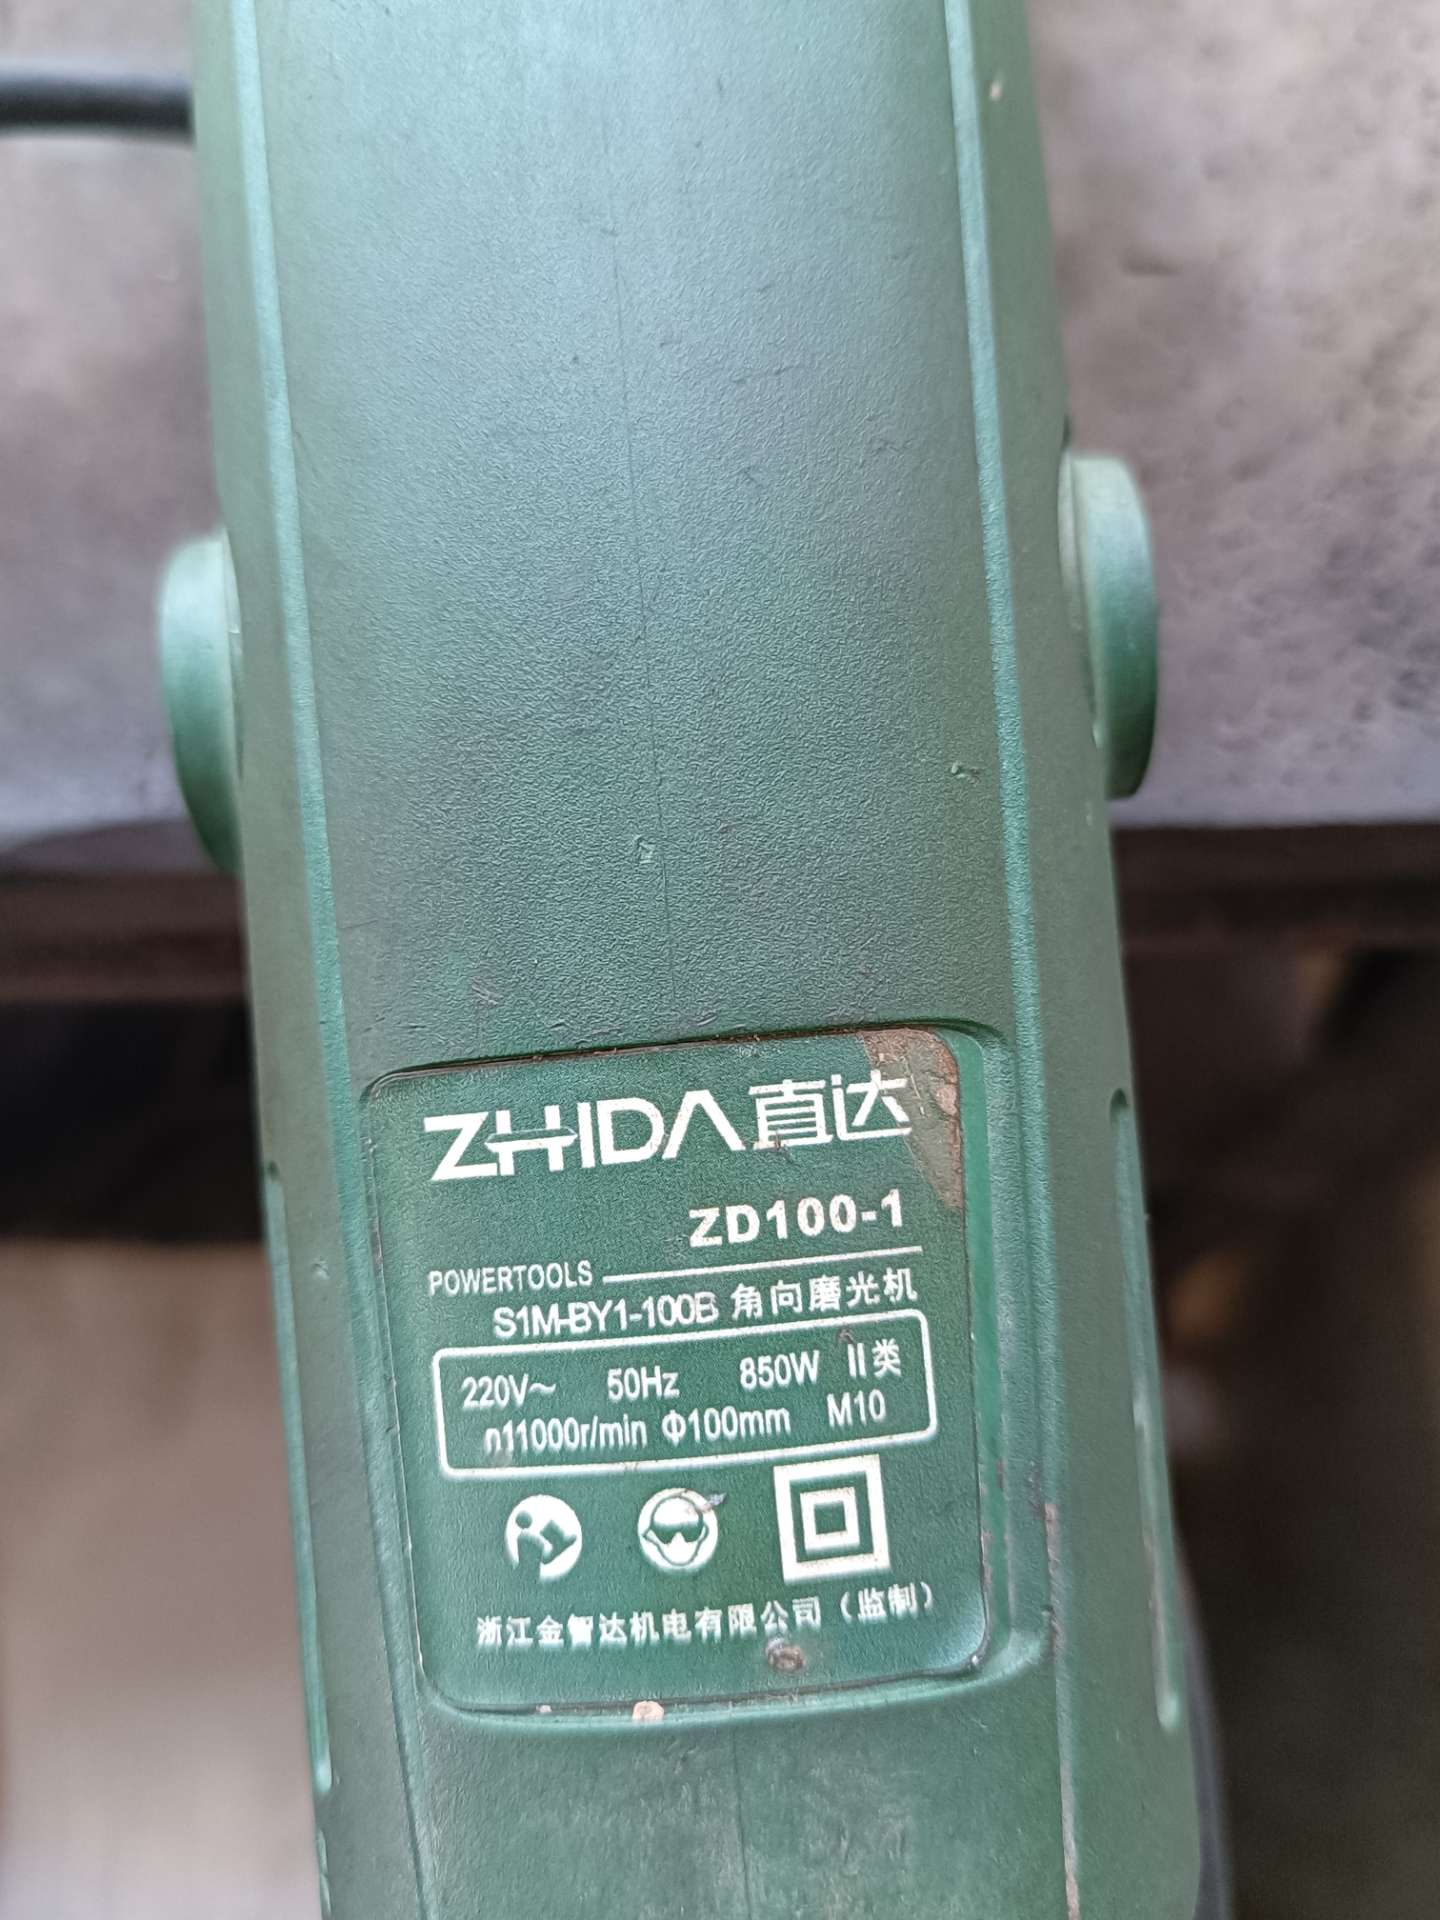 ZHIDA直达
ZD100-1
POWERTOOLS
S1M-BY1-100B 角向磨光机
220V～ 50Hz 850W II类
n11000r/min Φ100mm M10
浙江金智达机电有限公司（监制）